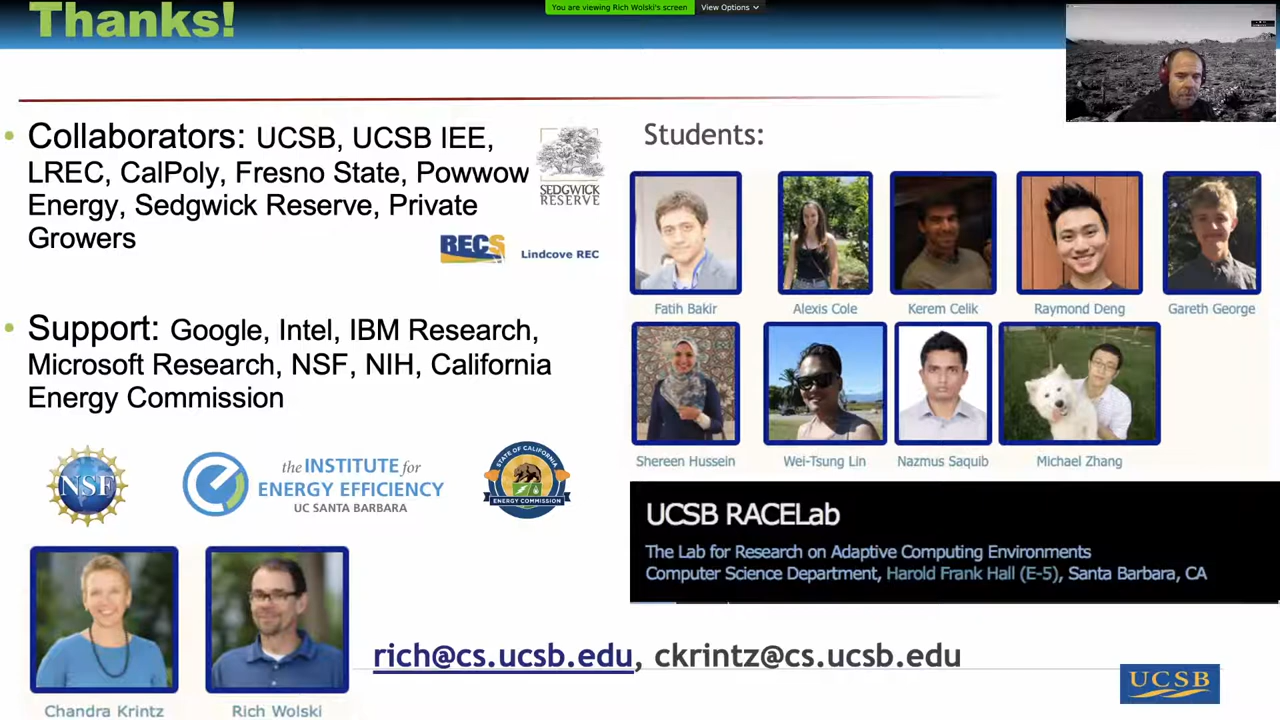 You are viewing Rich Wolski's screen
View Options
Thanks!
• Collaborators: UCSB, UCSB IEE,
LREC, CalPoly, Fresno State, Powwow
Energy, Sedgwick Reserve, Private
Growers
SEDGWICK
RESERVE
RECS
Lindcove REC
• Support: Google, Intel, IBM Research,
Microsoft Research, NSF, NIH, California
Energy Commission
NSF
the INSTITUTE for
ENERGY EFFICIENCY
UC SANTA BARBARA
STATE OF CALIFORNIA
ENERGY COMMISSION
Chandra Krintz
Rich Wolski
Students:
Fatih Bakir
Alexis Cole
Kerem Celik
Raymond Deng
Gareth George
Shereen Hussein
Wei-Tsung Lin
Nazmus Saquib
Michael Zhang
UCSB RACELab
The Lab for Research on Adaptive Computing Environments
Computer Science Department, Harold Frank Hall (E-5), Santa Barbara, CA
rich@cs.ucsb.edu, ckrintz@cs.ucsb.edu
UCSB